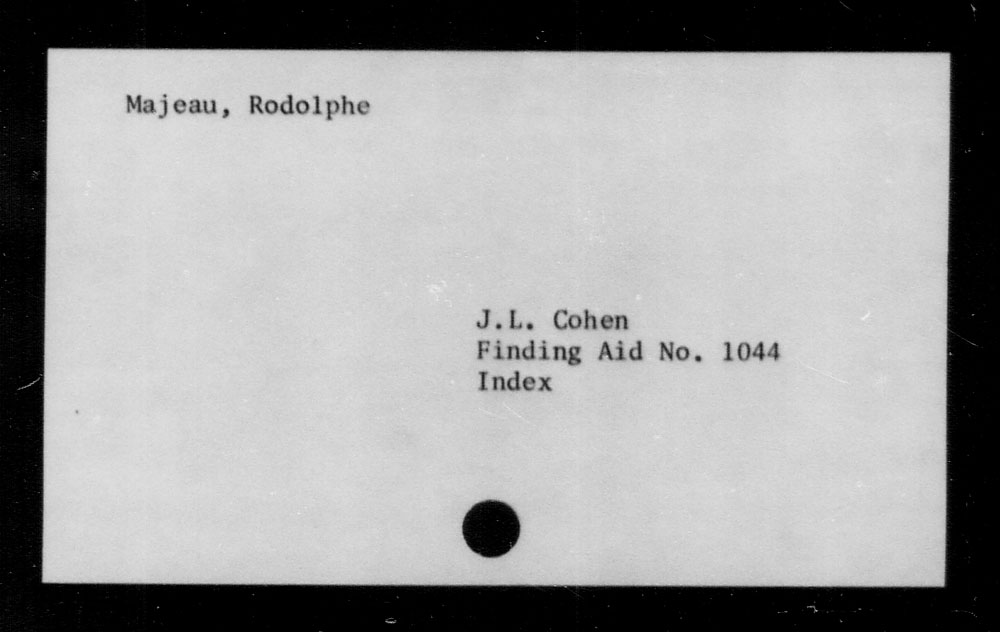 Majeau, Rodolphe
J.L. Cohen
Finding Aid No. 1044
Index